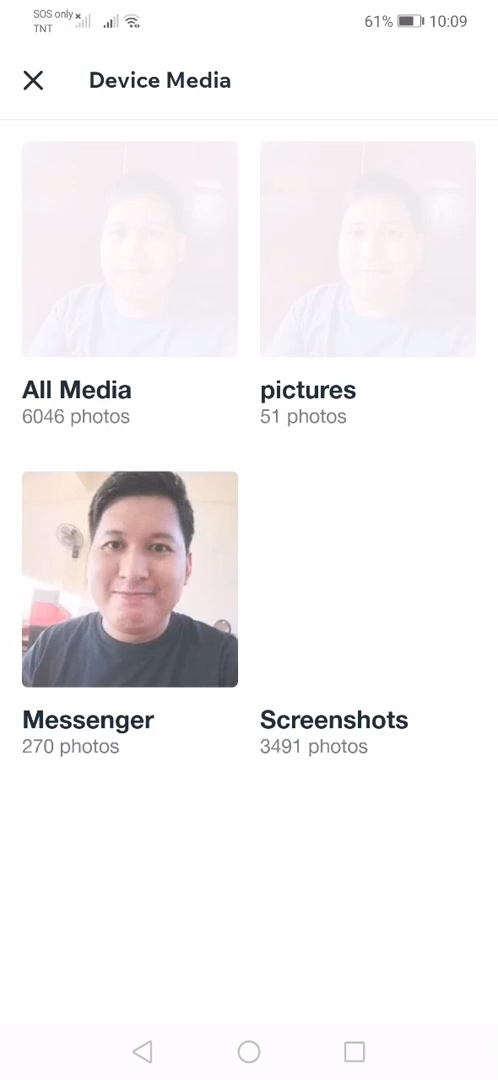 SOS only
TNT
61% 10:09
Device Media
All Media
6046 photos
pictures
51 photos
Messenger
270 photos
Screenshots
3491 photos